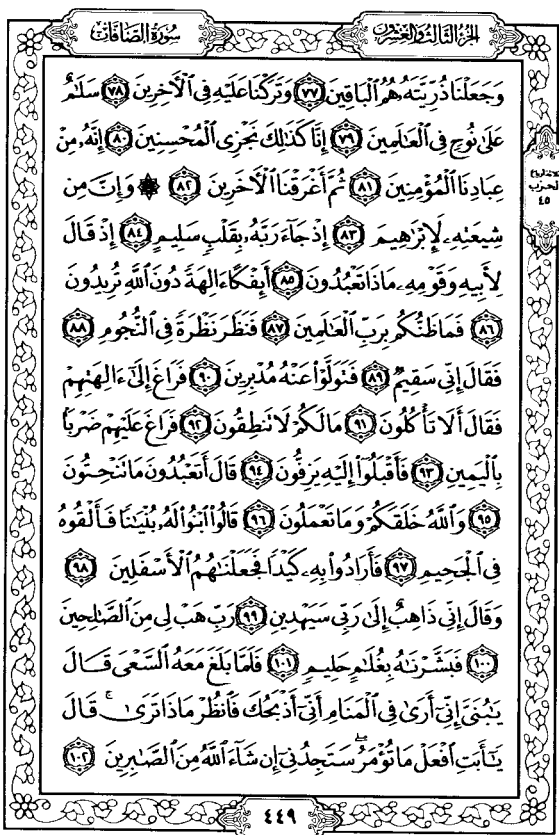 الجزء الثالث والعشرون
سورة الصافات
وَجَعَلْنَا ذُرِّيَّتَهُۥ هُمُ ٱلْبَاقِينَ ٧٧ وَتَرَكْنَا عَلَيْهِ فِى ٱلْآخِرِينَ ٧٨ سَلَٰمٌ
عَلَىٰ نُوحٍ فِى ٱلْعَٰلَمِينَ ٧٩ إِنَّا كَذَٰلِكَ نَجْزِى ٱلْمُحْسِنِينَ ٨٠ إِنَّهُۥ مِنْ
عِبَادِنَا ٱلْمُؤْمِنِينَ ٨١ ثُمَّ أَغْرَقْنَا ٱلْآخَرِينَ ٨٢ ۞ وَإِنَّ مِن
شِيعَتِهِۦ لَإِبْرَٰهِيمَ ٨٣ إِذْ جَآءَ رَبَّهُۥ بِقَلْبٍ سَلِيمٍ ٨٤ إِذْ قَالَ
لِأَبِيهِ وَقَوْمِهِۦ مَاذَا تَعْبُدُونَ ٨٥ أَئِفْكًا ءَالِهَةً دُونَ ٱللَّهِ تُرِيدُونَ
٨٦ فَمَا ظَنُّكُم بِرَبِّ ٱلْعَٰلَمِينَ ٨٧ فَنَظَرَ نَظْرَةً فِى ٱلنُّجُومِ ٨٨
فَقَالَ إِنِّى سَقِيمٌ ٨٩ فَتَوَلَّوْا۟ عَنْهُ مُدْبِرِينَ ٩٠ فَرَاغَ إِلَىٰٓ ءَالِهَتِهِمْ
فَقَالَ أَلَا تَأْكُلُونَ ٩١ مَا لَكُمْ لَا تَنطِقُونَ ٩٢ فَرَاغَ عَلَيْهِمْ ضَرْبًۢا
بِٱلْيَمِينِ ٩٣ فَأَقْبَلُوٓا۟ إِلَيْهِ يَزِفُّونَ ٩٤ قَالَ أَتَعْبُدُونَ مَا تَنْحِتُونَ
٩٥ وَٱللَّهُ خَلَقَكُمْ وَمَا تَعْمَلُونَ ٩٦ قَالُوا۟ ٱبْنُوا۟ لَهُۥ بُنْيَٰنًا فَأَلْقُوهُ
فِى ٱلْجَحِيمِ ٩٧ فَأَرَادُوا۟ بِهِۦ كَيْدًا فَجَعَلْنَٰهُمُ ٱلْأَسْفَلِينَ ٩٨
وَقَالَ إِنِّى ذَاهِبٌ إِلَىٰ رَبِّى سَيَهْدِينِ ٩٩ رَبِّ هَبْ لِى مِنَ ٱلصَّٰلِحِينَ
١٠٠ فَبَشَّرْنَٰهُ بِغُلَٰمٍ حَلِيمٍ ١٠١ فَلَمَّا بَلَغَ مَعَهُ ٱلسَّعْىَ قَالَ
يَٰبُنَىَّ إِنِّىٓ أَرَىٰ فِى ٱلْمَنَامِ أَنِّىٓ أَذْبَحُكَ فَٱنظُرْ مَاذَا تَرَىٰ ۚ قَالَ
يَٰٓأَبَتِ ٱفْعَلْ مَا تُؤْمَرُ ۖ سَتَجِدُنِىٓ إِن شَآءَ ٱللَّهُ مِنَ ٱلصَّٰبِرِينَ ١٠٢
الحزب
٤٥
٤٤٩